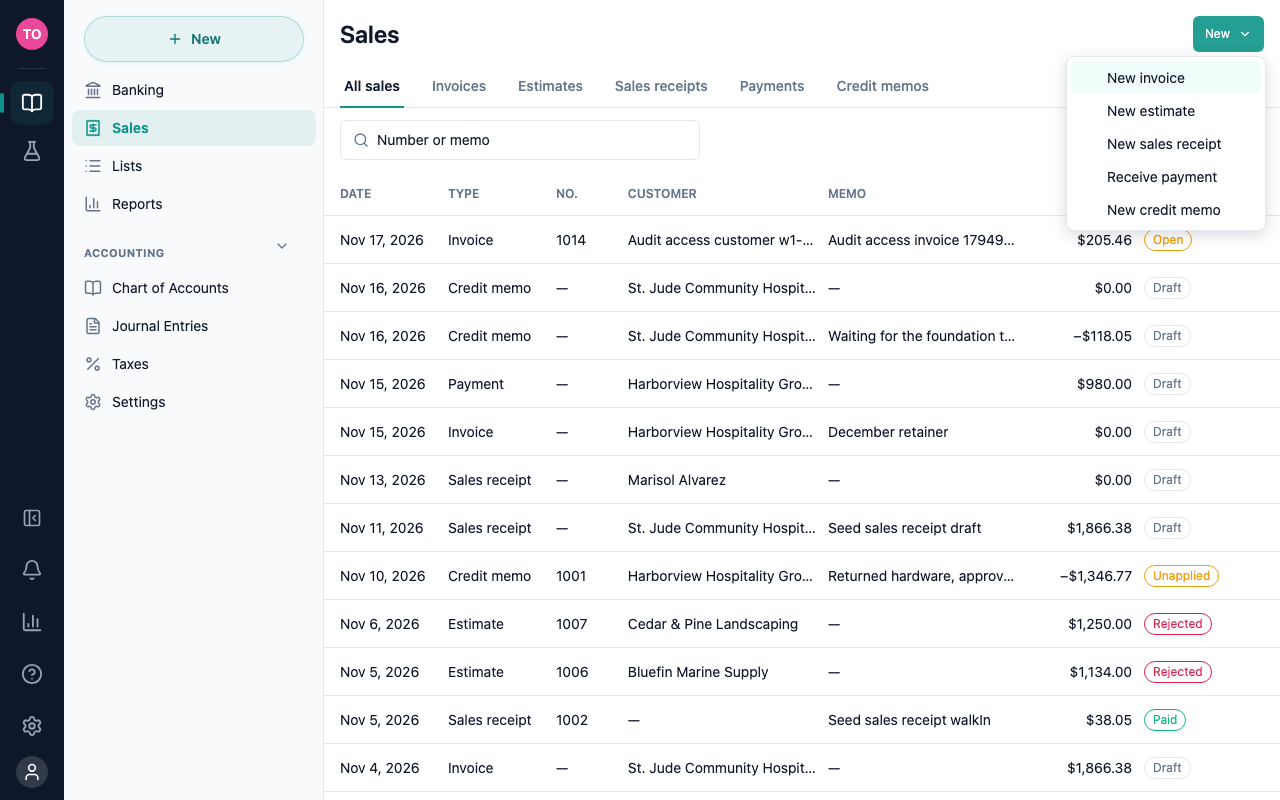 TO
New
Banking
Sales
Lists
Reports
ACCOUNTING
Chart of Accounts
Journal Entries
Taxes
Settings
Sales
New
New invoice
New estimate
New sales receipt
Receive payment
New credit memo
All sales Invoices Estimates Sales receipts Payments Credit memos
Number or memo
DATE TYPE NO. CUSTOMER MEMO
Nov 17, 2026 Invoice 1014 Audit access customer w1-... Audit access invoice 17949... $205.46 Open
Nov 16, 2026 Credit memo — St. Jude Community Hospit... — $0.00 Draft
Nov 16, 2026 Credit memo — St. Jude Community Hospit... Waiting for the foundation t... –$118.05 Draft
Nov 15, 2026 Payment — Harborview Hospitality Gro... — $980.00 Draft
Nov 15, 2026 Invoice — Harborview Hospitality Gro... December retainer $0.00 Draft
Nov 13, 2026 Sales receipt — Marisol Alvarez — $0.00 Draft
Nov 11, 2026 Sales receipt — St. Jude Community Hospit... Seed sales receipt draft $1,866.38 Draft
Nov 10, 2026 Credit memo 1001 Harborview Hospitality Gro... Returned hardware, approv... –$1,346.77 Unapplied
Nov 6, 2026 Estimate 1007 Cedar & Pine Landscaping — $1,250.00 Rejected
Nov 5, 2026 Estimate 1006 Bluefin Marine Supply — $1,134.00 Rejected
Nov 5, 2026 Sales receipt 1002 — Seed sales receipt walkIn $38.05 Paid
Nov 4, 2026 Invoice — St. Jude Community Hospit... — $1,866.38 Draft